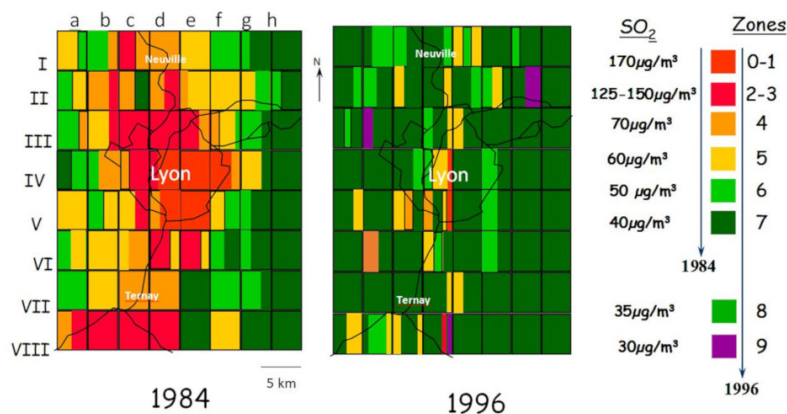 a b c d e f g h
I
II
III
IV
V
VI
VII
VIII
Neuville
Lyon
Ternay
5 km
1984
N
Neuville
Lyon
Ternay
1996
SO₂ Zones
170µg/m³ 0-1
125-150µg/m³ 2-3
70µg/m³ 4
60µg/m³ 5
50 µg/m³ 6
40µg/m³ 7
1984
35µg/m³ 8
30µg/m³ 9
1996